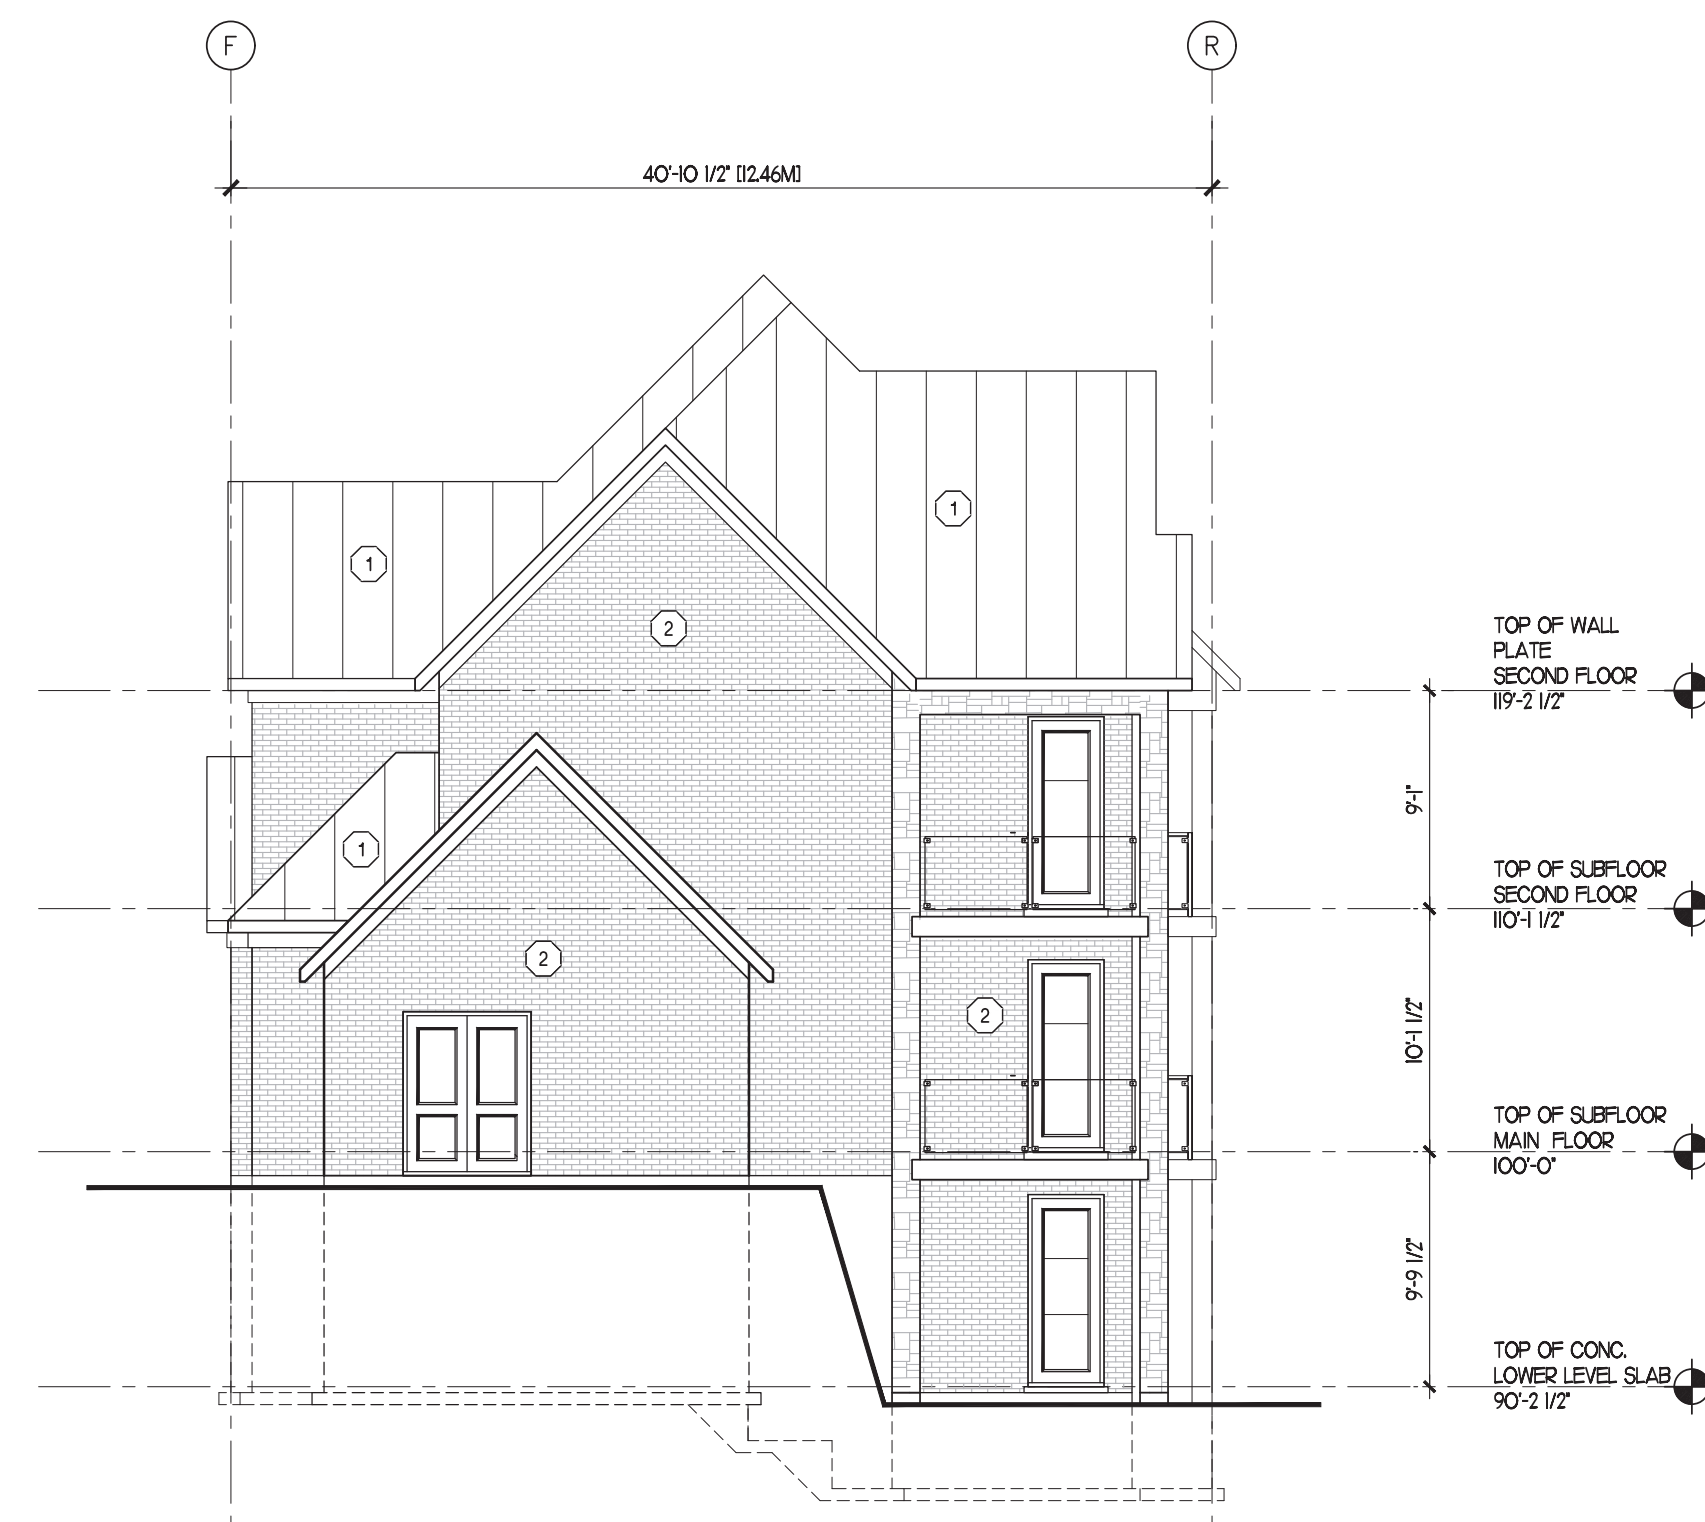 F
R
40'-10 1/2" [12.46M]
1
1
2
TOP OF WALL
PLATE
SECOND FLOOR
119'-2 1/2"
9'-1"
1
TOP OF SUBFLOOR
SECOND FLOOR
110'-1 1/2"
2
2
10'-1 1/2"
TOP OF SUBFLOOR
MAIN FLOOR
100'-0"
9'-9 1/2"
TOP OF CONC.
LOWER LEVEL SLAB
90'-2 1/2"